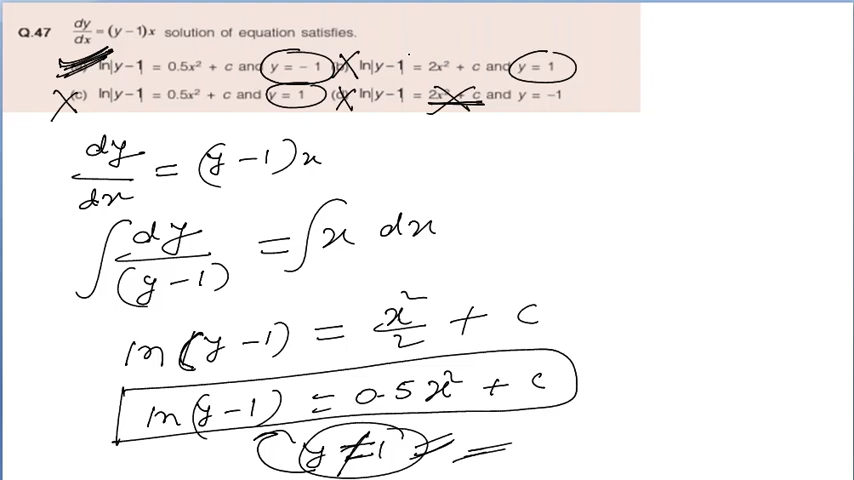 Q.47 dy/dx = (y – 1)x solution of equation satisfies.
ln|y – 1 = 0.5x² + c and y = – 1 (b) ln|y – 1 = 2x² + c and y = 1
(c) ln|y – 1 = 0.5x² + c and y = 1 (d) ln|y – 1 = 2x² + c and y = –1
dy/dx = (y – 1)x
∫ dy/(y – 1) = ∫ x dx
ln (y – 1) = x²/2 + c
ln (y – 1) = 0.5 x² + c
y ≠ 1